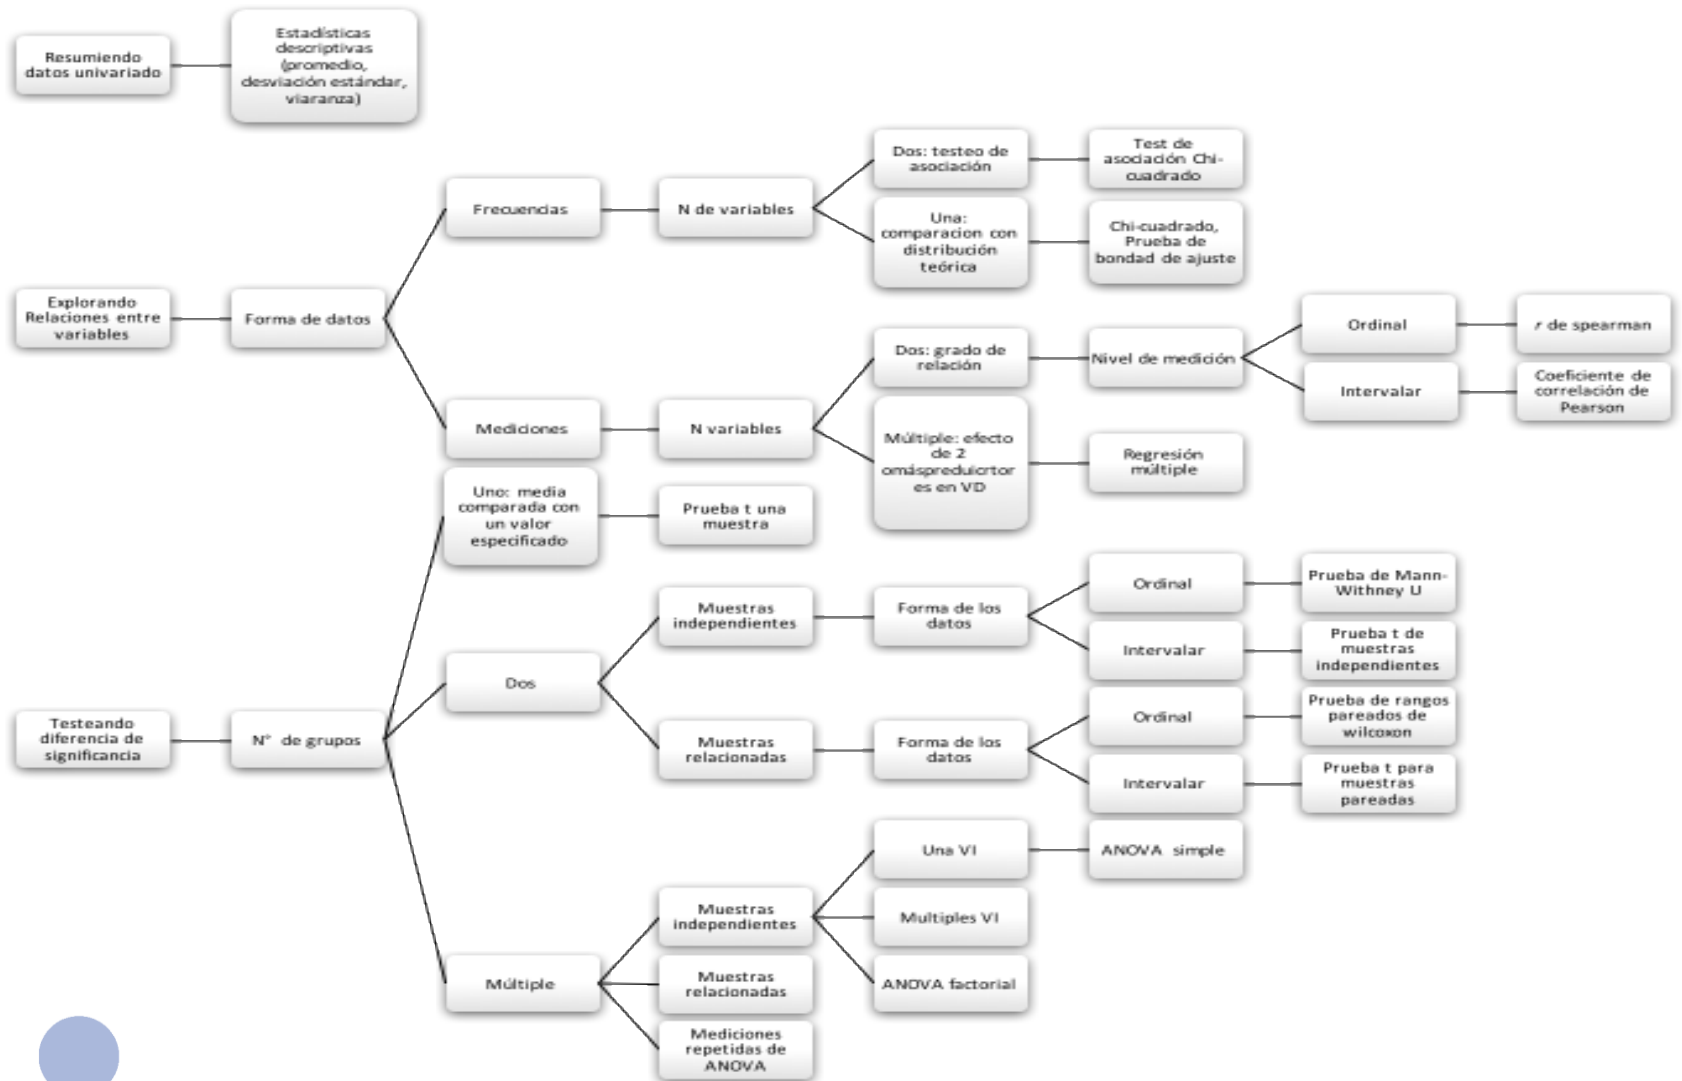 Resumiendo
datos univariado
Estadísticas
descriptivas
(promedio,
desviación estándar,
viaranza)
Explorando
Relaciones entre
variables
Forma de datos
Frecuencias
N de variables
Dos: testeo de
asociación
Test de
asociación Chi-
cuadrado
Una:
comparacion con
distribución
teórica
Chi-cuadrado,
Prueba de
bondad de ajuste
Mediciones
N variables
Dos: grado de
relación
Nivel de medición
Ordinal
r de spearman
Intervalar
Coeficiente de
correlación de
Pearson
Múltiple: efecto
de 2
omáspreduicrtor
es en VD
Regresión
múltiple
Testeando
diferencia de
significancia
N° de grupos
Uno: media
comparada con
un valor
especificado
Prueba t una
muestra
Dos
Muestras
independientes
Forma de los
datos
Ordinal
Prueba de Mann-
Withney U
Intervalar
Prueba t de
muestras
independientes
Muestras
relacionadas
Forma de los
datos
Ordinal
Prueba de rangos
pareados de
wilcoxon
Intervalar
Prueba t para
muestras
pareadas
Múltiple
Muestras
independientes
Una VI
ANOVA simple
Multiples VI
ANOVA factorial
Muestras
relacionadas
Mediciones
repetidas de
ANOVA